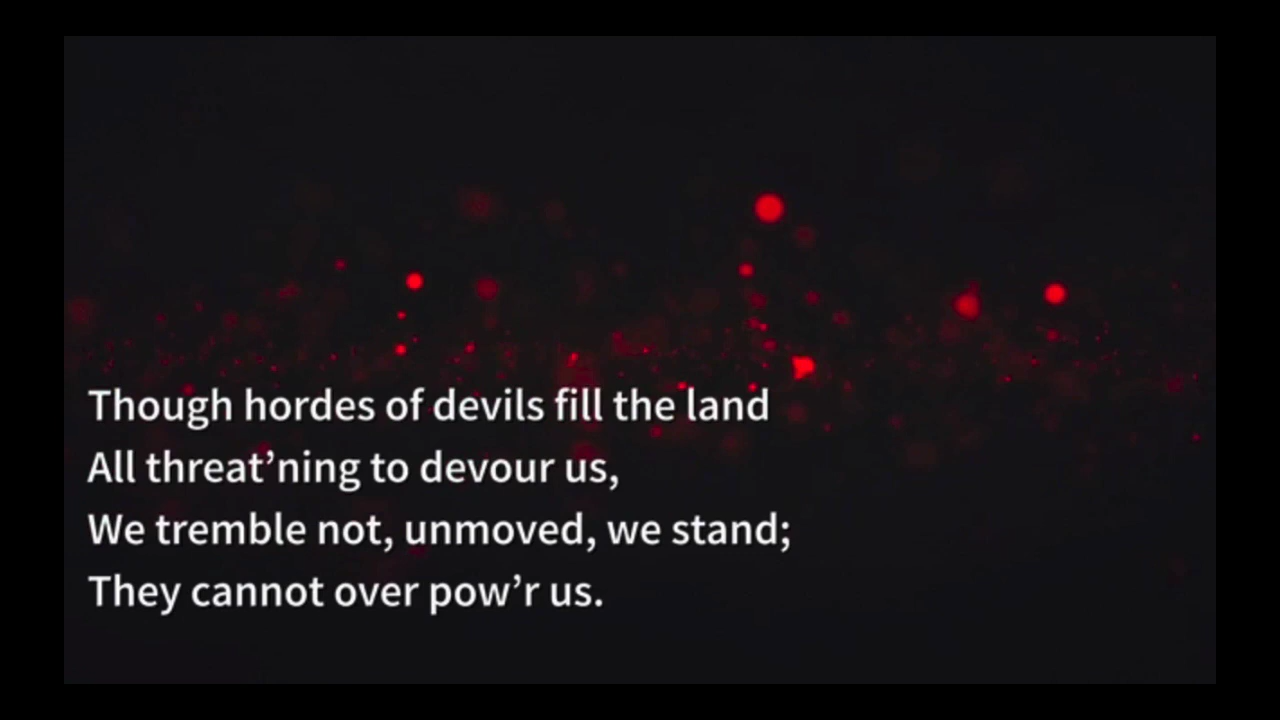 Though hordes of devils fill the land
All threat’ning to devour us,
We tremble not, unmoved, we stand;
They cannot over pow’r us.